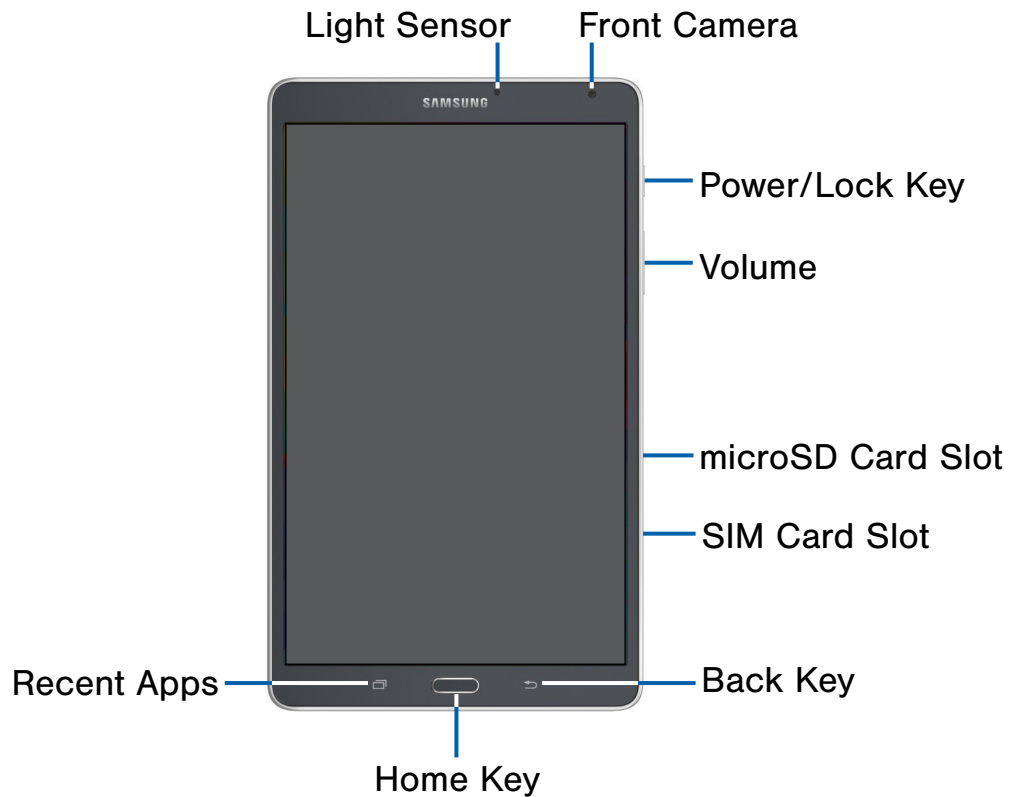 Light Sensor
Front Camera
SAMSUNG
Power/Lock Key
Volume
microSD Card Slot
SIM Card Slot
Recent Apps
Back Key
Home Key